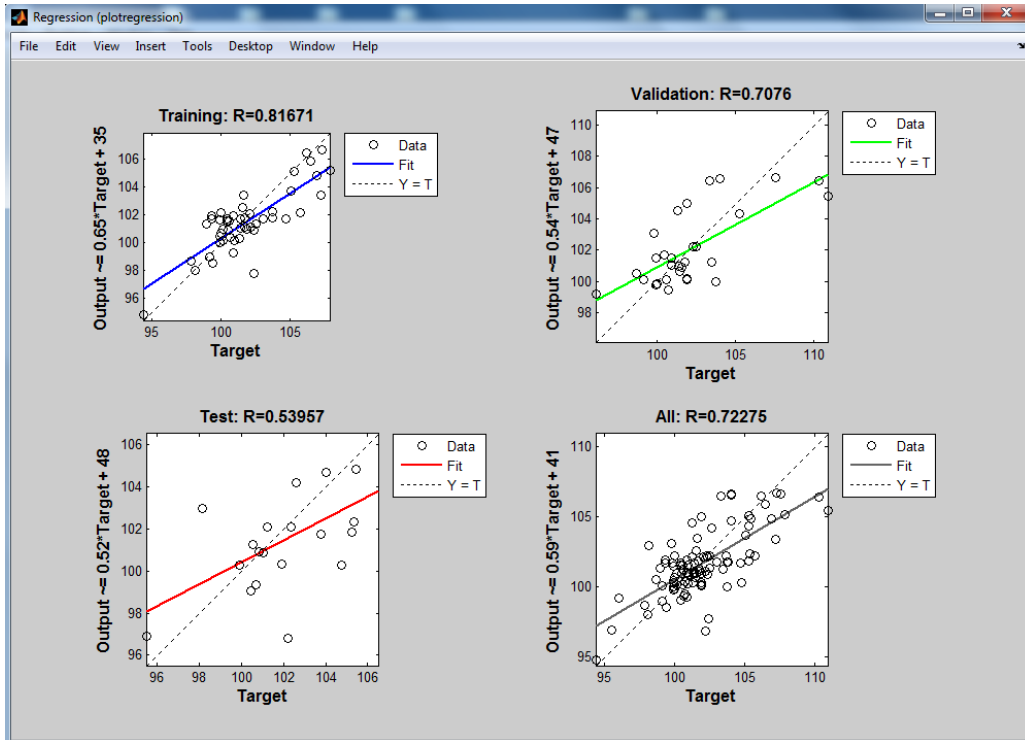 Regression (plotregression)
File Edit View Insert Tools Desktop Window Help
Training: R=0.81671
Output ~= 0.65*Target + 35
106
104
102
100
98
96
95 100 105
Target
Data
Fit
Y = T
Validation: R=0.7076
Output ~= 0.54*Target + 47
110
108
106
104
102
100
98
100 105 110
Target
Data
Fit
Y = T
Test: R=0.53957
Output ~= 0.52*Target + 48
106
104
102
100
98
96
96 98 100 102 104 106
Target
Data
Fit
Y = T
All: R=0.72275
Output ~= 0.59*Target + 41
110
105
100
95
95 100 105 110
Target
Data
Fit
Y = T